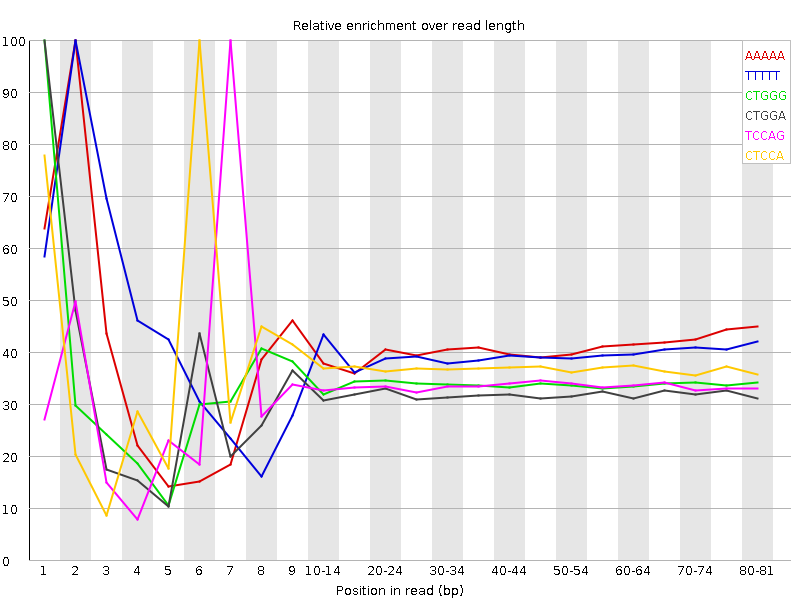 Relative enrichment over read length
100
90
80
70
60
50
40
30
20
10
0
AAAAA
TTTTT
CTGGG
CTGGA
TCCAG
CTCCA
1 2 3 4 5 6 7 8 9 10-14 20-24 30-34 40-44 50-54 60-64 70-74 80-81
Position in read (bp)